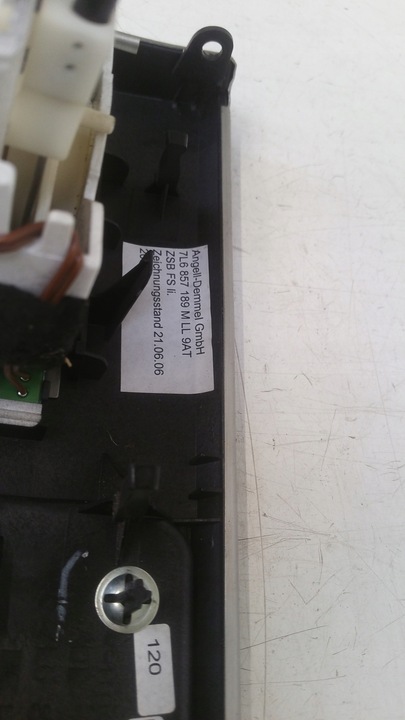 Angell-Demmel GmbH
7L6 857 189 M LL 9AT
ZSB FS li.
Zeichnungsstand 21.06.06
120